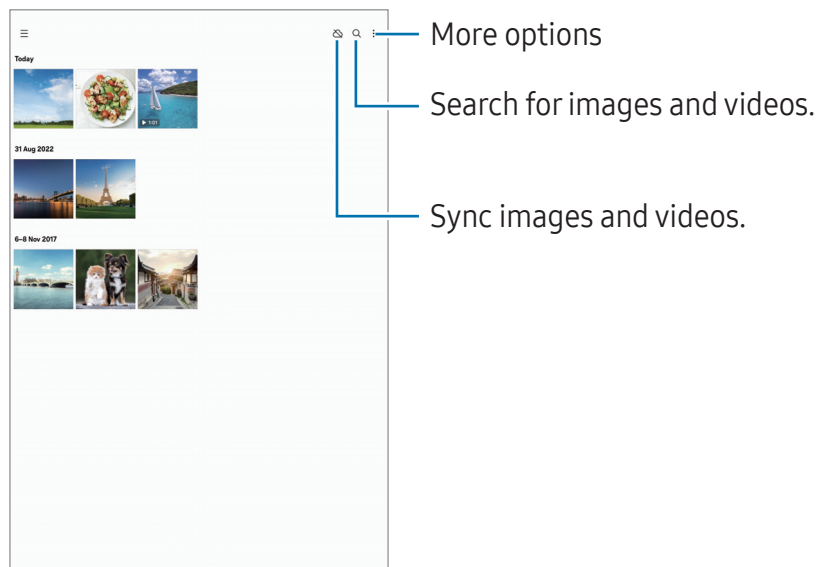 More options
Today
Search for images and videos.
1:01
31 Aug 2022
Sync images and videos.
6–8 Nov 2017